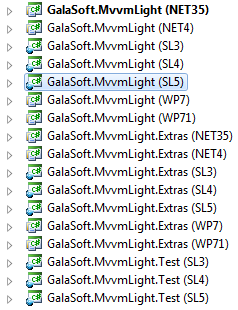 GalaSoft.MvvmLight (NET35)
GalaSoft.MvvmLight (NET4)
GalaSoft.MvvmLight (SL3)
GalaSoft.MvvmLight (SL4)
GalaSoft.MvvmLight (SL5)
GalaSoft.MvvmLight (WP7)
GalaSoft.MvvmLight (WP71)
GalaSoft.MvvmLight.Extras (NET35)
GalaSoft.MvvmLight.Extras (NET4)
GalaSoft.MvvmLight.Extras (SL3)
GalaSoft.MvvmLight.Extras (SL4)
GalaSoft.MvvmLight.Extras (SL5)
GalaSoft.MvvmLight.Extras (WP7)
GalaSoft.MvvmLight.Extras (WP71)
GalaSoft.MvvmLight.Test (SL3)
GalaSoft.MvvmLight.Test (SL4)
GalaSoft.MvvmLight.Test (SL5)